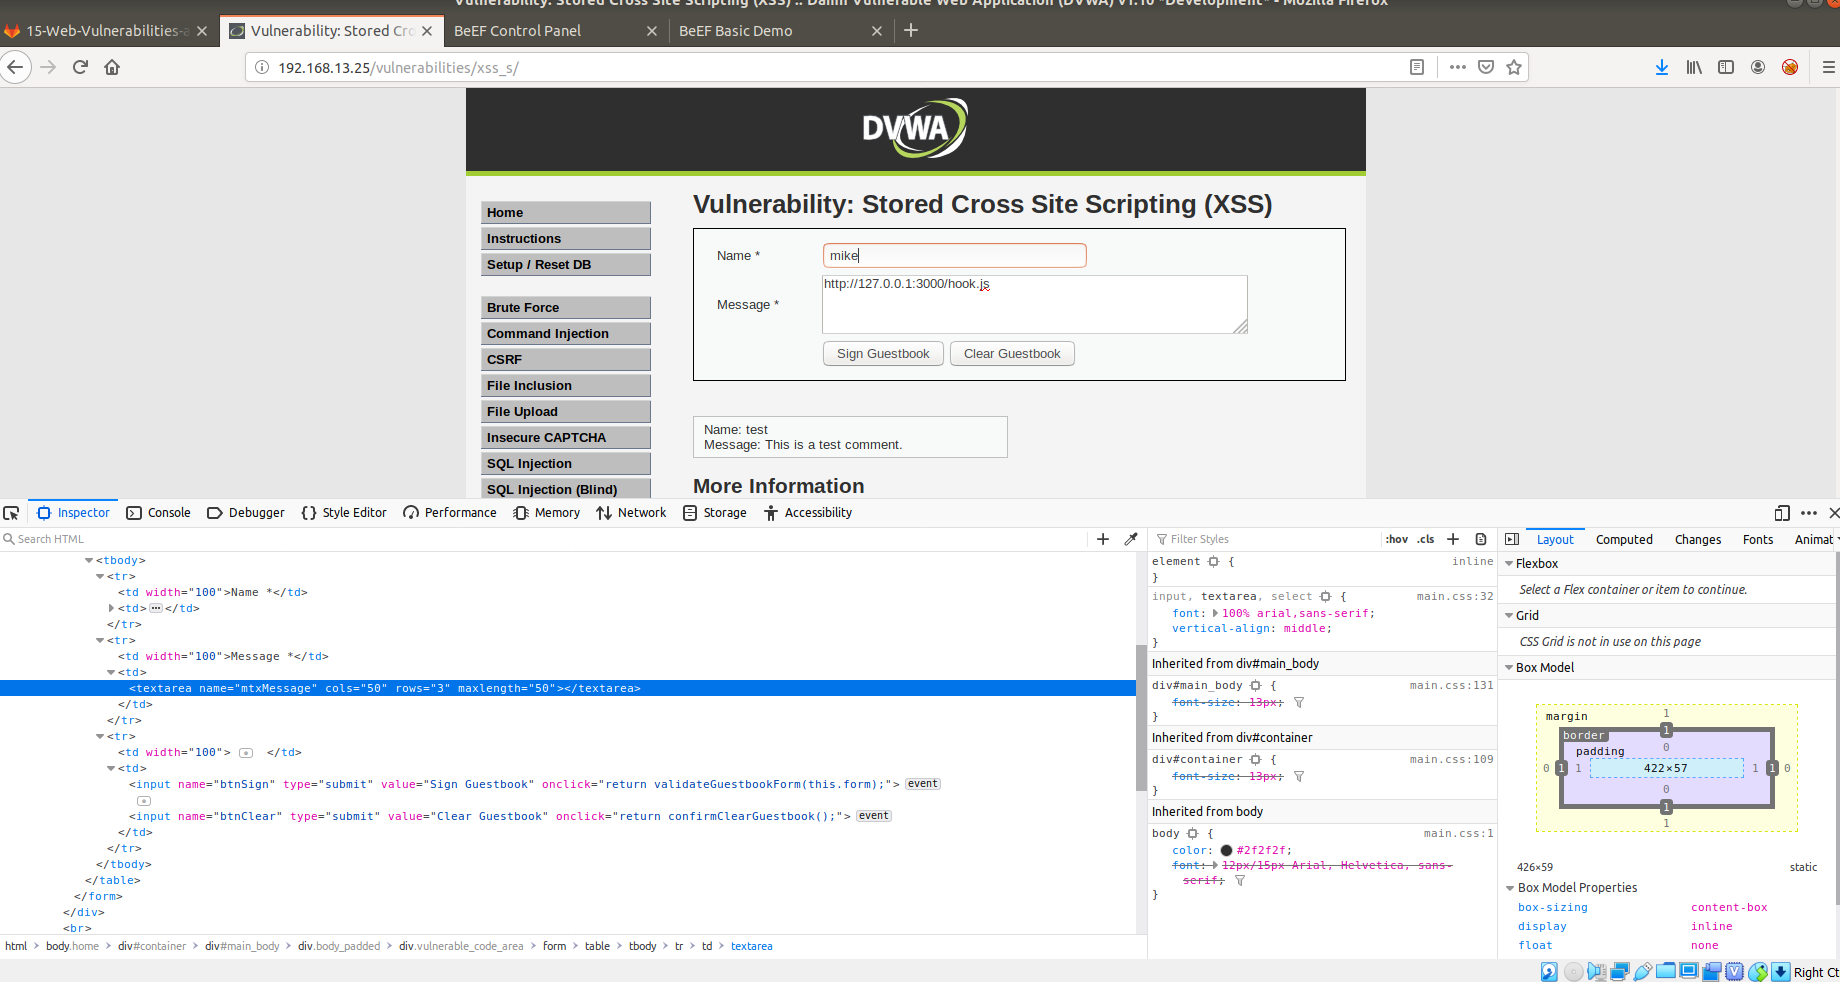 Vulnerability: Stored Cross Site Scripting (XSS) :: Damn Vulnerable Web Application (DVWA) v1.10 *Development* - Mozilla Firefox
15-Web-Vulnerabilities-a
Vulnerability: Stored Cro
BeEF Control Panel
BeEF Basic Demo
192.168.13.25/vulnerabilities/xss_s/
DVWA
Home
Instructions
Setup / Reset DB
Brute Force
Command Injection
CSRF
File Inclusion
File Upload
Insecure CAPTCHA
SQL Injection
SQL Injection (Blind)
Vulnerability: Stored Cross Site Scripting (XSS)
Name *
mike
Message *
http://127.0.0.1:3000/hook.js
Sign Guestbook
Clear Guestbook
Name: test
Message: This is a test comment.
More Information
Inspector
Console
Debugger
Style Editor
Performance
Memory
Network
Storage
Accessibility
Search HTML
<tbody>
<tr>
<td width="100">Name *</td>
<td>…</td>
</tr>
<tr>
<td width="100">Message *</td>
<td>
<textarea name="mtxMessage" cols="50" rows="3" maxlength="50"></textarea>
</td>
</tr>
<tr>
<td width="100"> </td>
<td>
<input name="btnSign" type="submit" value="Sign Guestbook" onclick="return validateGuestbookForm(this.form);"> event
<input name="btnClear" type="submit" value="Clear Guestbook" onclick="return confirmClearGuestbook();"> event
</td>
</tr>
</tbody>
</table>
</form>
</div>
<br>
html > body.home > div#container > div#main_body > div.body_padded > div.vulnerable_code_area > form > table > tbody > tr > td > textarea
Filter Styles
:hov .cls +
element { inline
}
input, textarea, select { main.css:32
font: 100% arial,sans-serif;
vertical-align: middle;
}
Inherited from div#main_body
div#main_body { main.css:131
font-size: 13px;
}
Inherited from div#container
div#container { main.css:109
font-size: 13px;
}
Inherited from body
body { main.css:1
color: #2f2f2f;
font: 12px/15px Arial, Helvetica, sans-
serif;
}
Layout
Computed
Changes
Fonts
Animat
Flexbox
Select a Flex container or item to continue.
Grid
CSS Grid is not in use on this page
Box Model
margin 1
border 1
padding 0
0 1 1 422×57 1 1 0
0
1
1
426×59 static
Box Model Properties
box-sizing content-box
display inline
float none
Right Ct